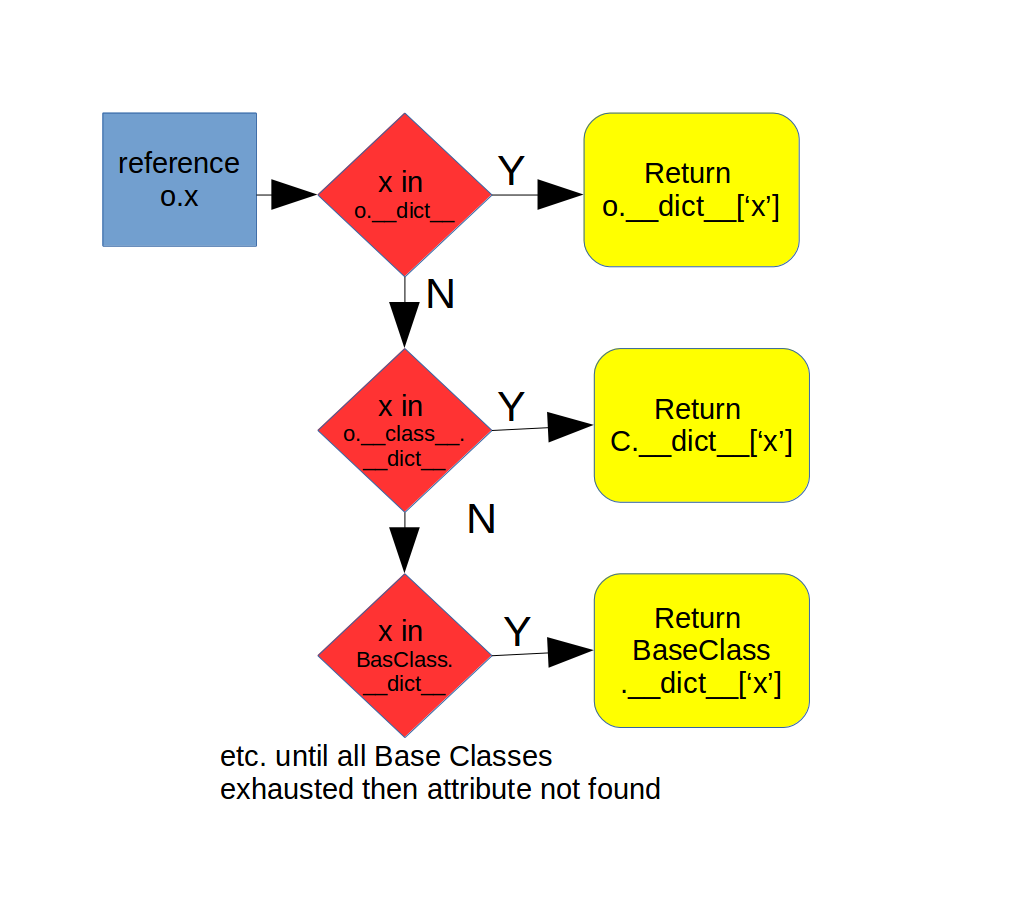 reference
o.x
x in
o.__dict__
Y
Return
o.__dict__[‘x’]
N
x in
o.__class__.
__dict__
Y
Return
C.__dict__[‘x’]
N
x in
BasClass.
__dict__
Y
Return
BaseClass
.__dict__[‘x’]
etc. until all Base Classes
exhausted then attribute not found